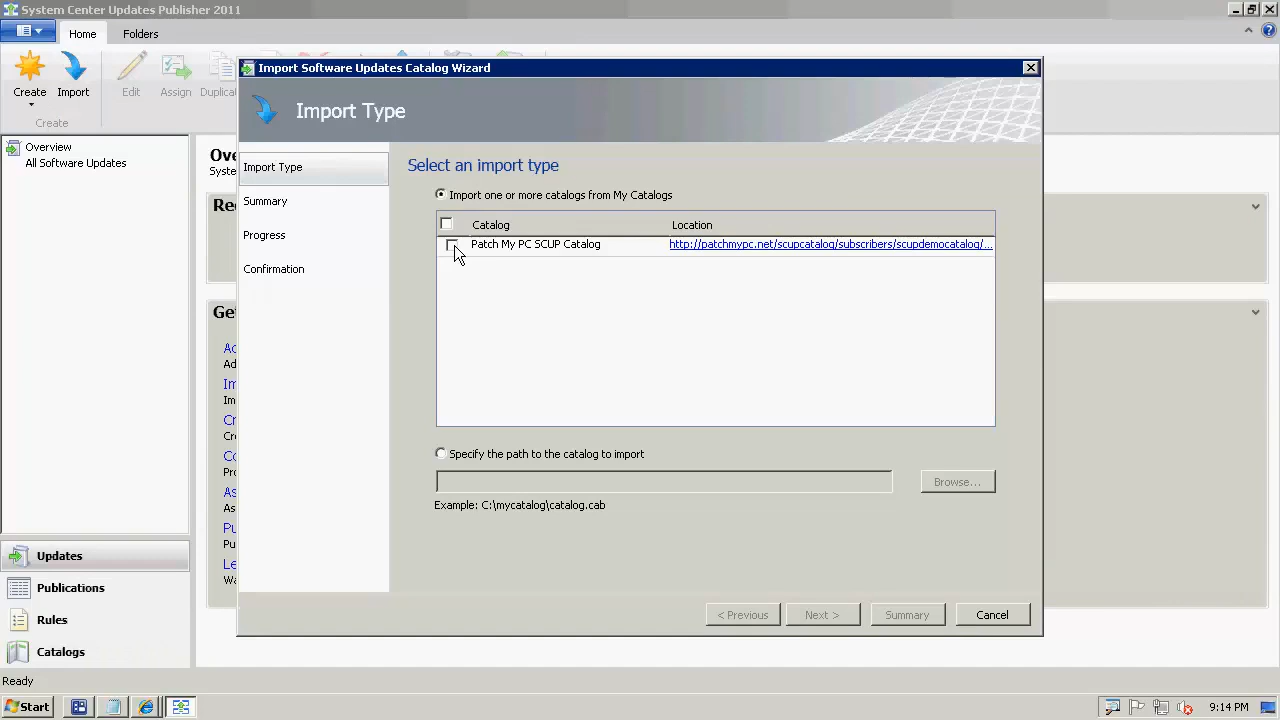 System Center Updates Publisher 2011
Home
Folders
Create
Import
Edit
Assign
Duplica
Create
Import Software Updates Catalog Wizard
Import Type
Overview
All Software Updates
Ove
Syste
Re
Ge
Ac
Ad
Im
Im
Cr
Cr
Co
Pro
As
As
Pu
Pu
Le
Wa
Import Type
Summary
Progress
Confirmation
Select an import type
Import one or more catalogs from My Catalogs
Catalog
Location
Patch My PC SCUP Catalog
http://patchmypc.net/scupcatalog/subscribers/scupdemocatalog/...
Specify the path to the catalog to import
Browse...
Example: C:\mycatalog\catalog.cab
< Previous
Next >
Summary
Cancel
Updates
Publications
Rules
Catalogs
Ready
Start
9:14 PM